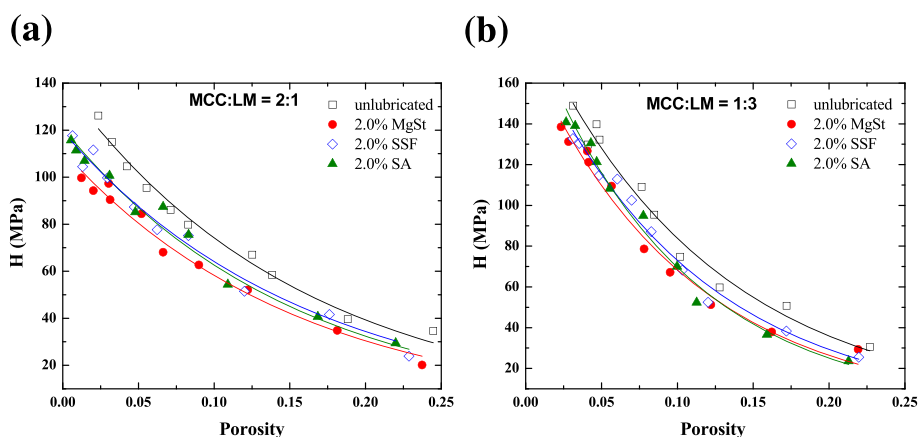 (a)
MCC:LM = 2:1
unlubricated
2.0% MgSt
2.0% SSF
2.0% SA
H (MPa)
140
120
100
80
60
40
20
0.00 0.05 0.10 0.15 0.20 0.25
Porosity
(b)
MCC:LM = 1:3
unlubricated
2.0% MgSt
2.0% SSF
2.0% SA
H (MPa)
160
140
120
100
80
60
40
20
0.00 0.05 0.10 0.15 0.20 0.25
Porosity